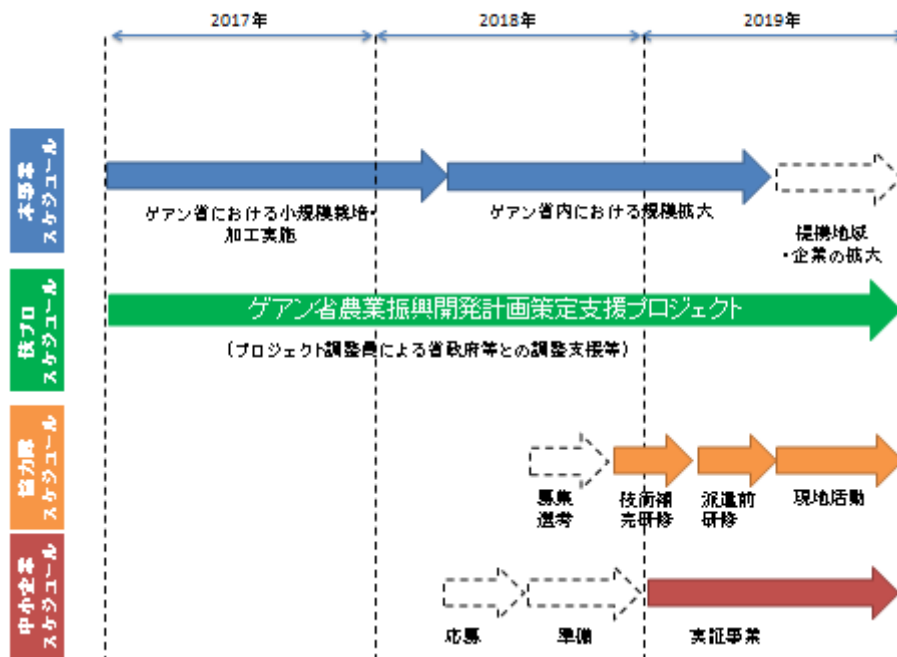 2017年
2018年
2019年
本事業
スケジュール
ゲアン省における小規模栽培・
加工実施
ゲアン省内における規模拡大
提携地域
・企業の拡大
技プロ
スケジュール
ゲアン省農業振興開発計画策定支援プロジェクト
(プロジェクト調整員による省政府等との調整支援等)
協力隊
スケジュール
募集
選考
技術補
完研修
派遣前
研修
現地活動
中小企業
スケジュール
応募
準備
実証事業